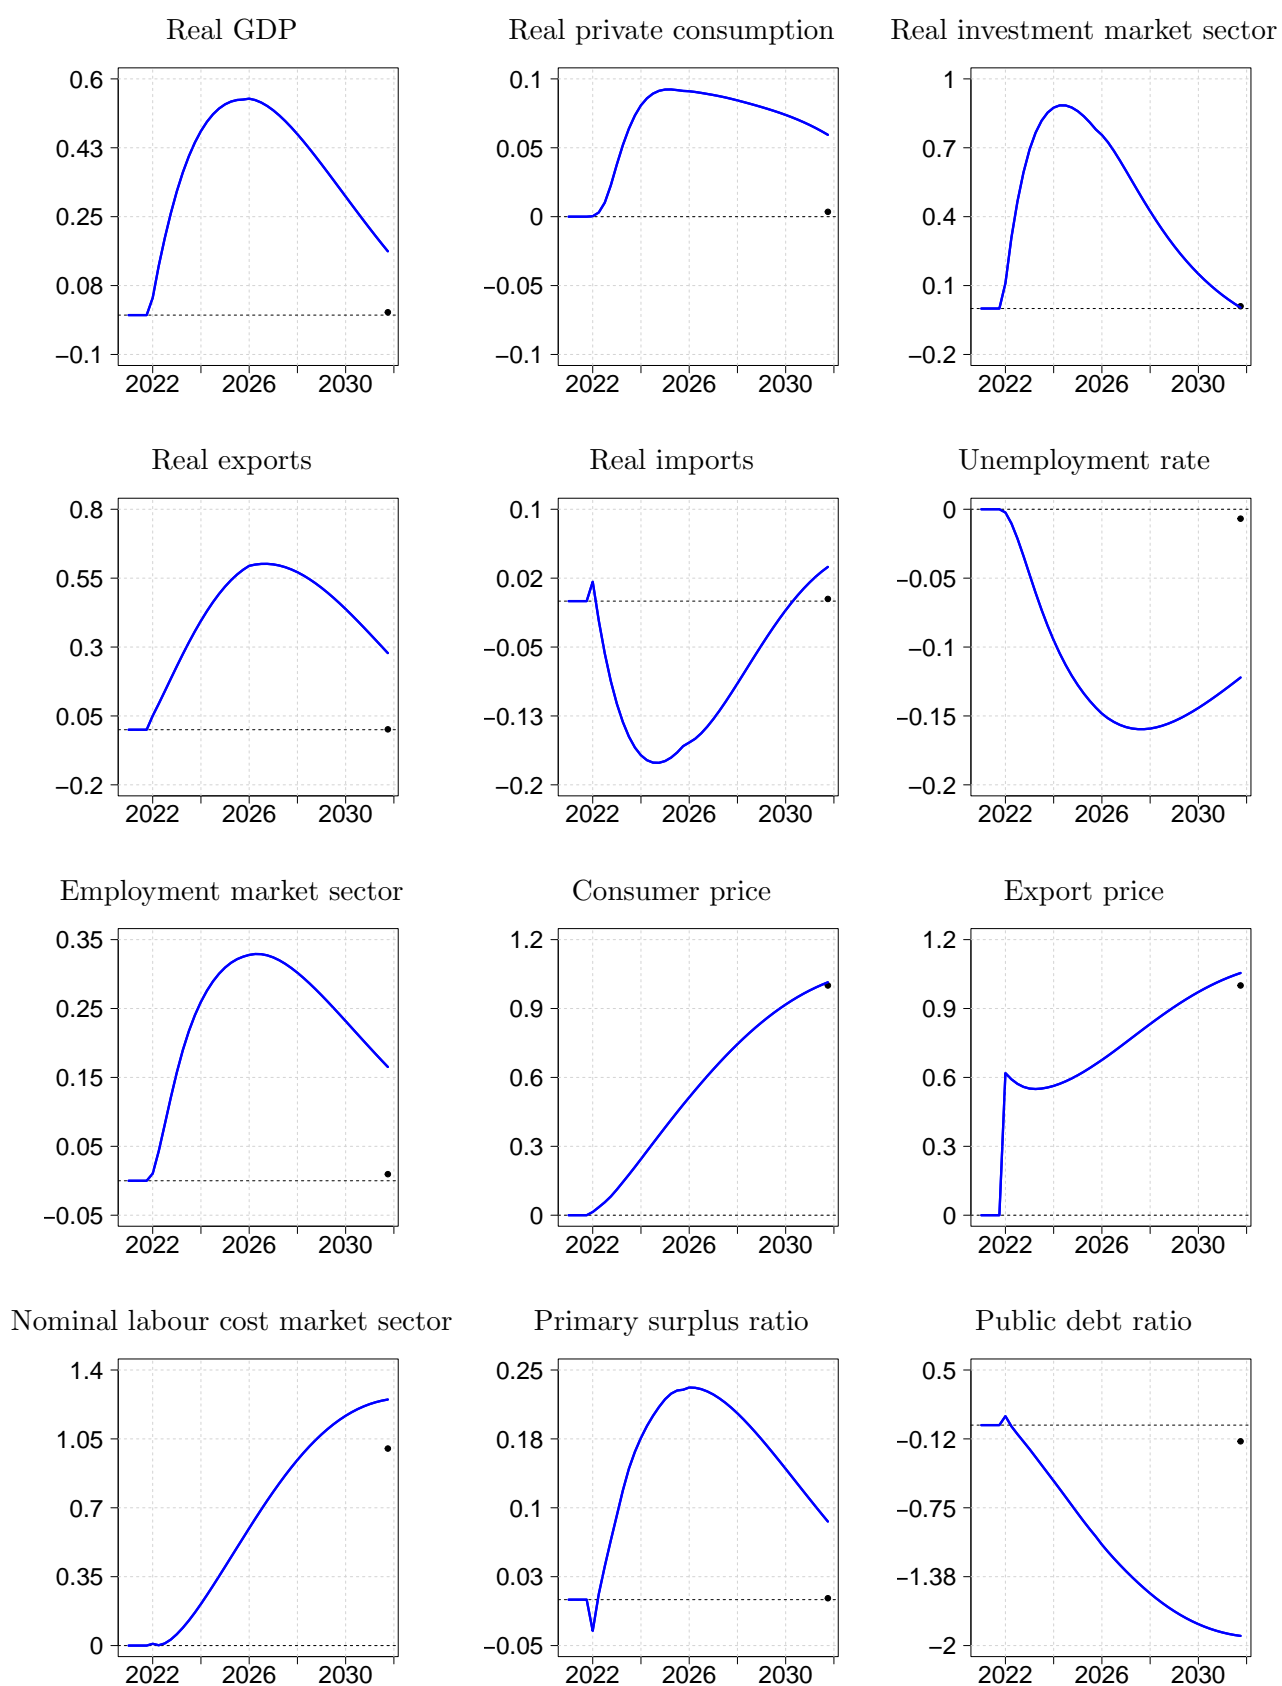 Real GDP
0.6
0.43
0.25
0.08
−0.1
2022 2026 2030
Real private consumption
0.1
0.05
0
−0.05
−0.1
2022 2026 2030
Real investment market sector
1
0.7
0.4
0.1
−0.2
2022 2026 2030
Real exports
0.8
0.55
0.3
0.05
−0.2
2022 2026 2030
Real imports
0.1
0.02
−0.05
−0.13
−0.2
2022 2026 2030
Unemployment rate
0
−0.05
−0.1
−0.15
−0.2
2022 2026 2030
Employment market sector
0.35
0.25
0.15
0.05
−0.05
2022 2026 2030
Consumer price
1.2
0.9
0.6
0.3
0
2022 2026 2030
Export price
1.2
0.9
0.6
0.3
0
2022 2026 2030
Nominal labour cost market sector
1.4
1.05
0.7
0.35
0
2022 2026 2030
Primary surplus ratio
0.25
0.18
0.1
0.03
−0.05
2022 2026 2030
Public debt ratio
0.5
−0.12
−0.75
−1.38
−2
2022 2026 2030